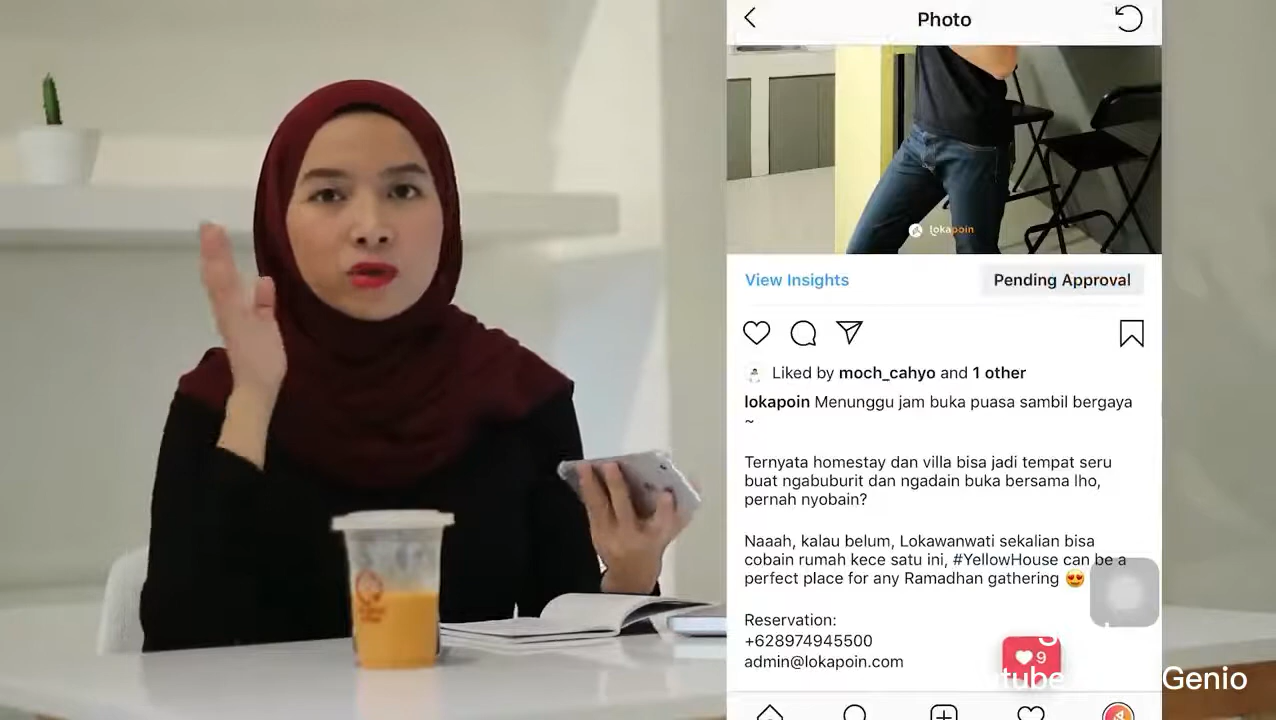 Photo
lokapoin
View Insights
Pending Approval
Liked by moch_cahyo and 1 other
lokapoin Menunggu jam buka puasa sambil bergaya
~
Ternyata homestay dan villa bisa jadi tempat seru
buat ngabuburit dan ngadain buka bersama lho,
pernah nyobain?
Naaah, kalau belum, Lokawanwati sekalian bisa
cobain rumah kece satu ini, #YellowHouse can be a
perfect place for any Ramadhan gathering 😍
Reservation:
+628974945500
admin@lokapoin.com
9
Genio